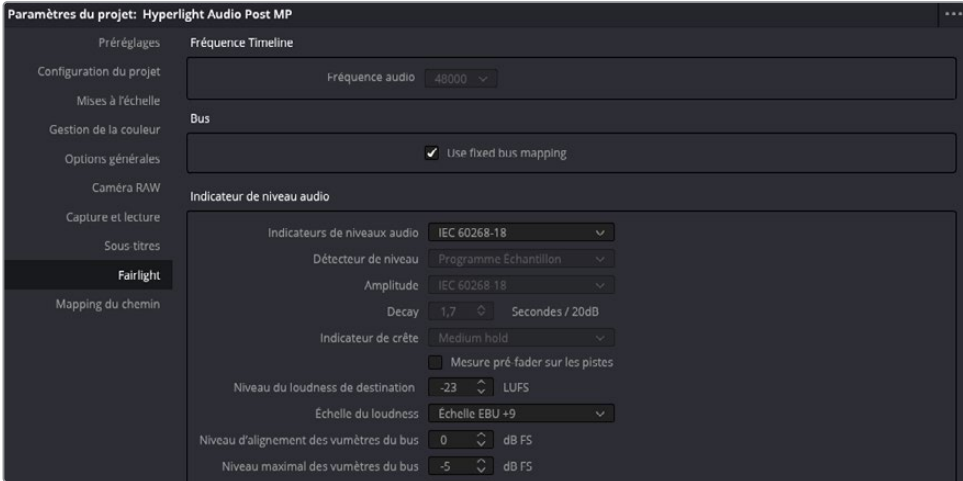 Paramètres du projet: Hyperlight Audio Post MP
Préréglages
Configuration du projet
Mises à l'échelle
Gestion de la couleur
Options générales
Caméra RAW
Capture et lecture
Sous-titres
Fairlight
Mapping du chemin
Fréquence Timeline
Fréquence audio 48000
Bus
Use fixed bus mapping
Indicateur de niveau audio
Indicateurs de niveaux audio IEC 60268-18
Détecteur de niveau Programme Échantillon
Amplitude IEC 60268-18
Decay 1,7 Secondes / 20dB
Indicateur de crête Medium hold
Mesure pré-fader sur les pistes
Niveau du loudness de destination -23 LUFS
Échelle du loudness Échelle EBU +9
Niveau d'alignement des vumètres du bus 0 dB FS
Niveau maximal des vumètres du bus -5 dB FS